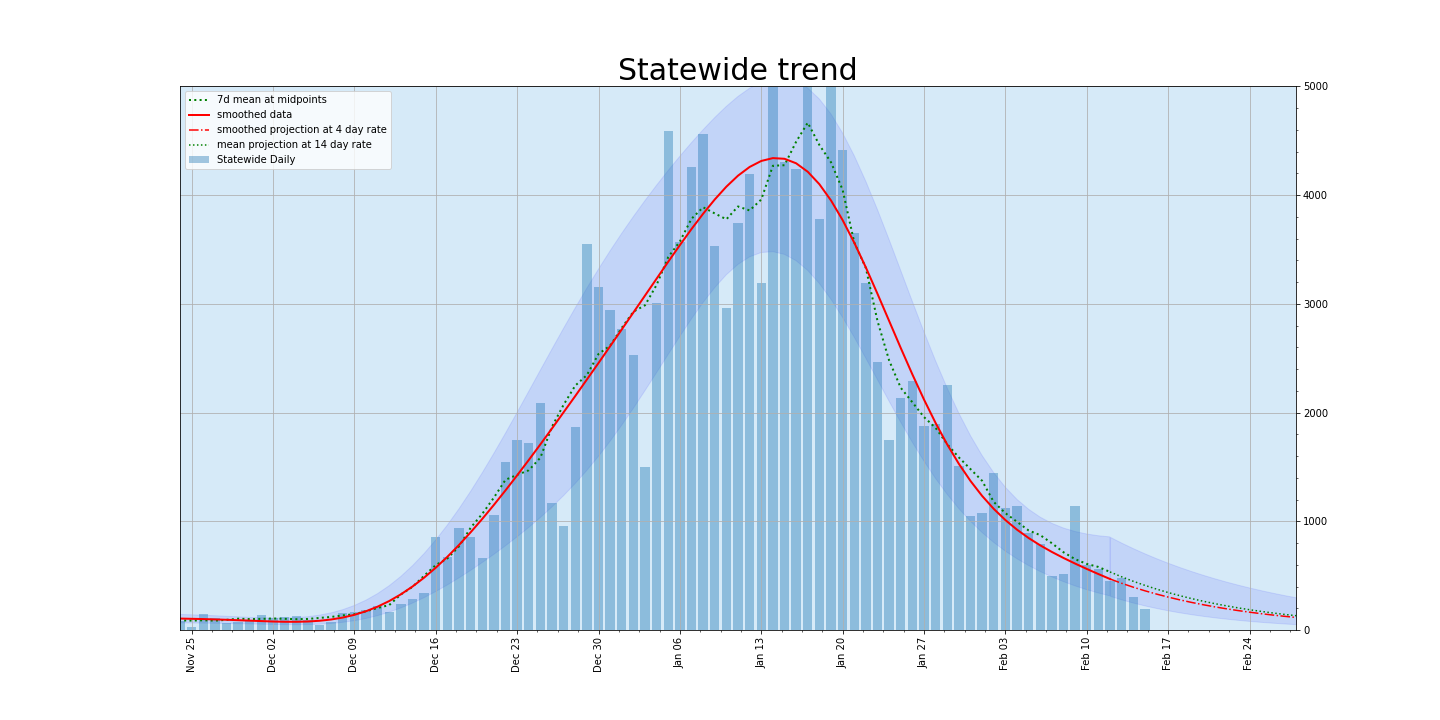 Statewide trend
7d mean at midpoints
smoothed data
smoothed projection at 4 day rate
mean projection at 14 day rate
Statewide Daily
5000
4000
3000
2000
1000
0
Nov 25
Dec 02
Dec 09
Dec 16
Dec 23
Dec 30
Jan 06
Jan 13
Jan 20
Jan 27
Feb 03
Feb 10
Feb 17
Feb 24